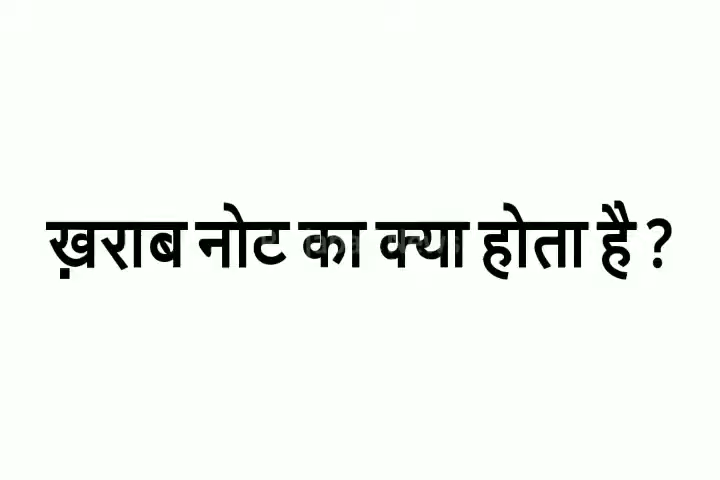 ख़राब नोट का क्या होता है ?